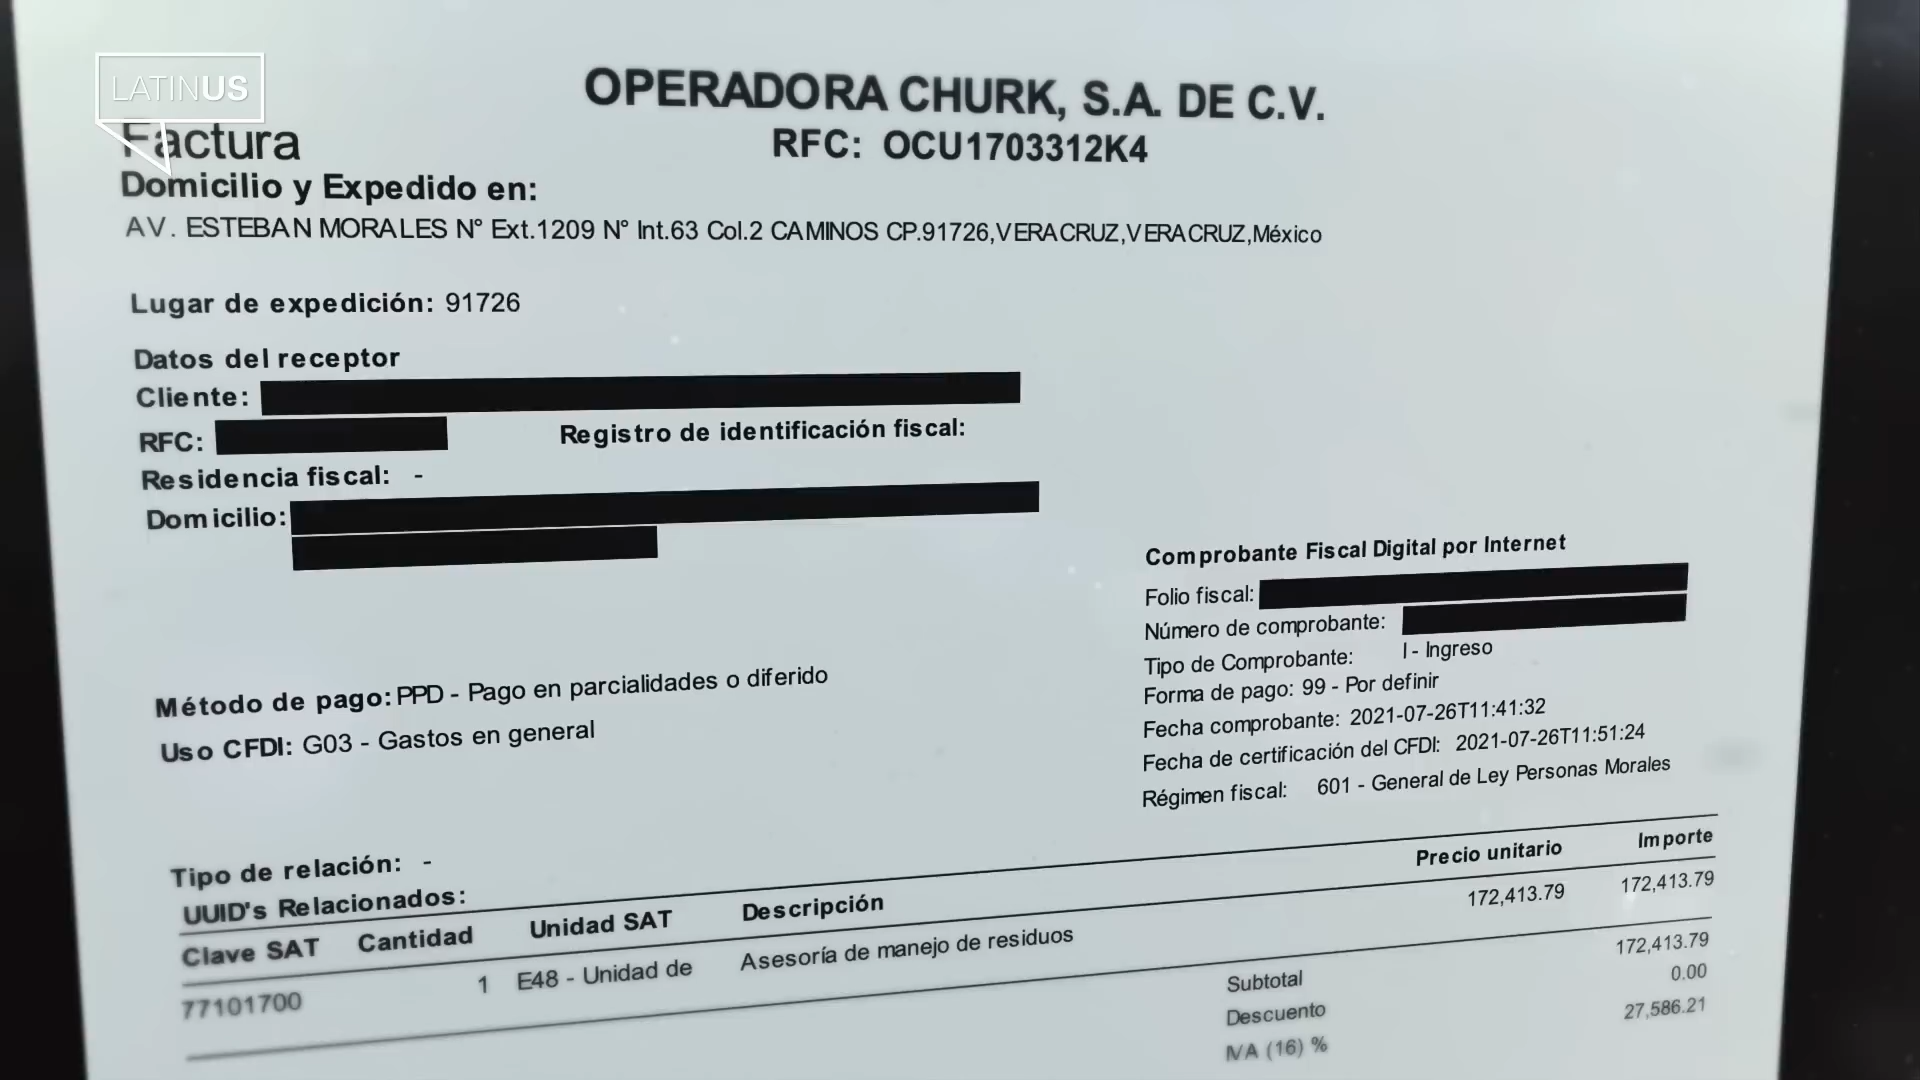 LATINUS
OPERADORA CHURK, S.A. DE C.V.
RFC: OCU1703312K4
Factura
Domicilio y Expedido en:
AV. ESTEBAN MORALES N° Ext.1209 N° Int.63 Col.2 CAMINOS CP.91726,VERACRUZ,VERACRUZ,México
Lugar de expedición: 91726
Datos del receptor
Cliente:
RFC:
Registro de identificación fiscal:
Residencia fiscal: -
Domicilio:
Comprobante Fiscal Digital por Internet
Folio fiscal:
Número de comprobante:
Tipo de Comprobante: I - Ingreso
Forma de pago: 99 - Por definir
Fecha comprobante: 2021-07-26T11:41:32
Fecha de certificación del CFDI: 2021-07-26T11:51:24
Régimen fiscal: 601 - General de Ley Personas Morales
Método de pago: PPD - Pago en parcialidades o diferido
Uso CFDI: G03 - Gastos en general
Tipo de relación: -
UUID's Relacionados:
Clave SAT Cantidad Unidad SAT Descripción Precio unitario Importe
77101700 1 E48 - Unidad de Asesoría de manejo de residuos 172,413.79 172,413.79
Subtotal 172,413.79
Descuento 0.00
IVA (16) % 27,586.21